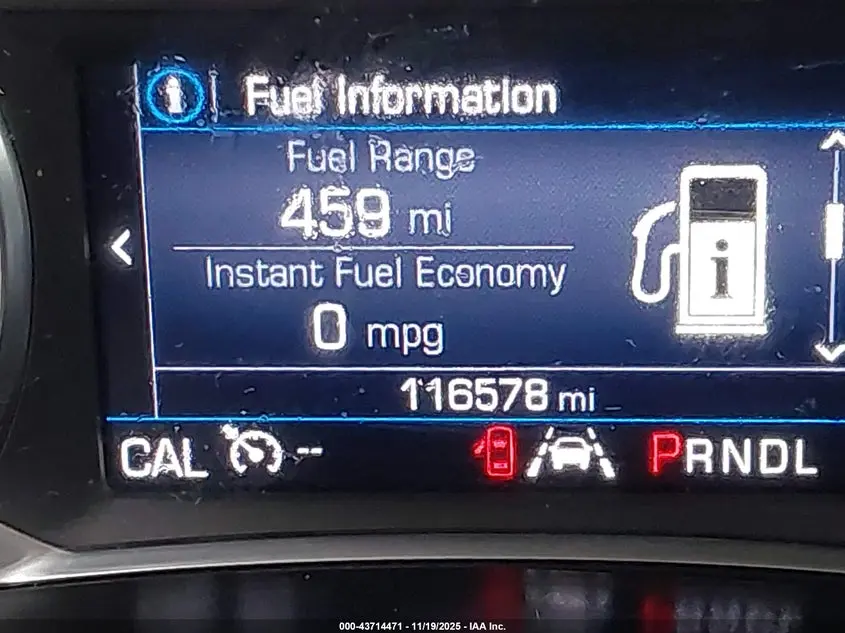 Fuel Information
Fuel Range
459 mi
Instant Fuel Economy
0 mpg
116578 mi
CAL -- PRNDL
000-43714471 - 11/19/2025 - IAA Inc.